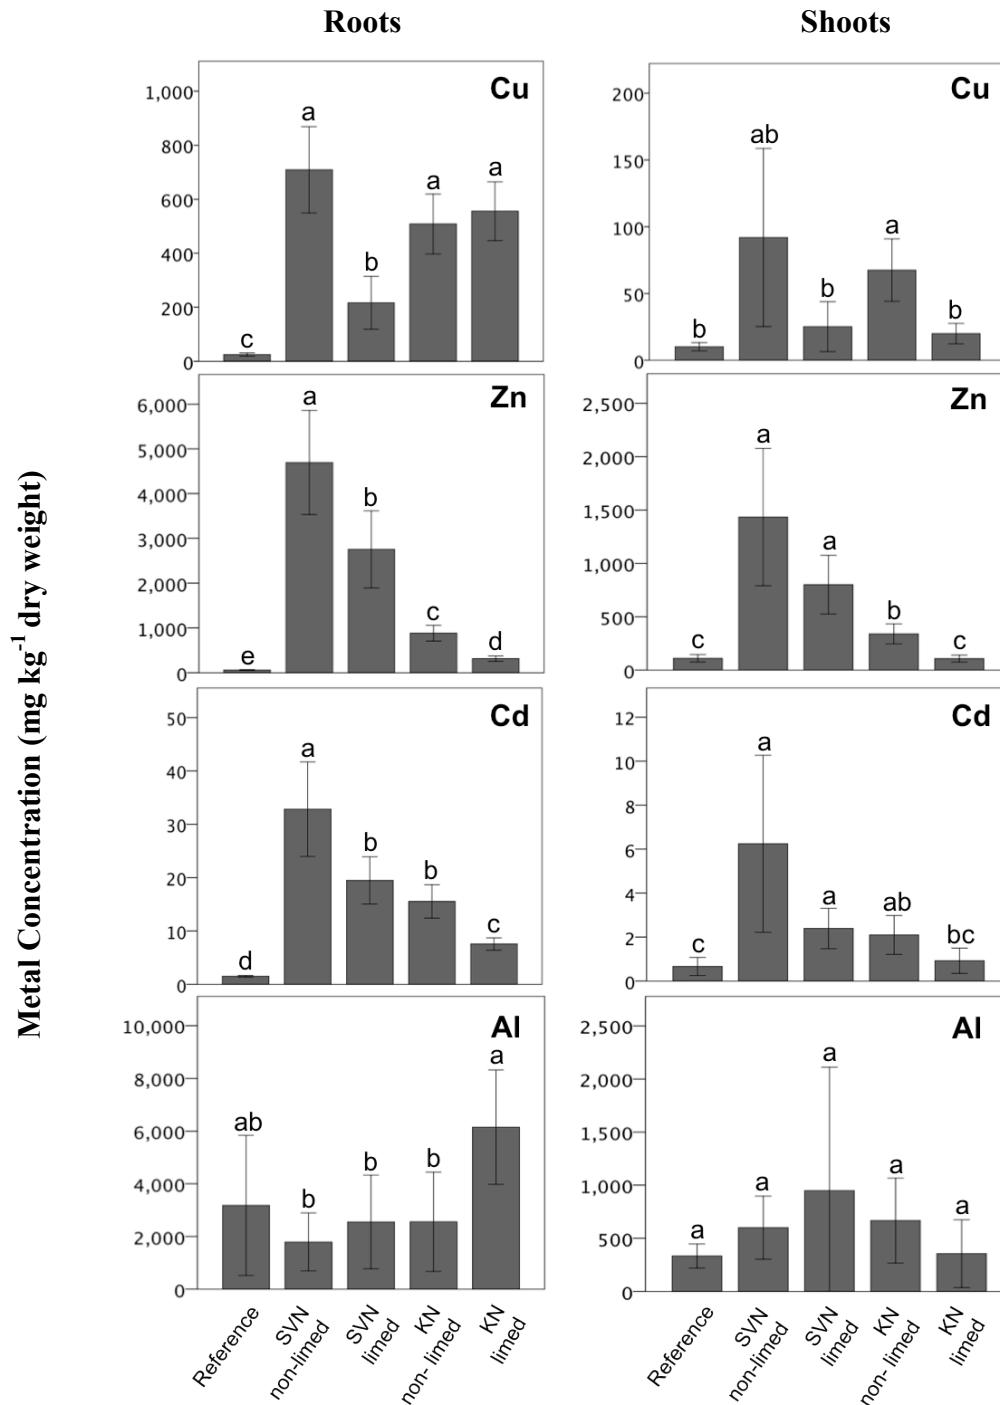 Roots
Shoots
Metal Concentration (mg kg⁻¹ dry weight)
Cu
1,000
800
600
400
200
0
c
a
b
a
a
Cu
200
150
100
50
0
b
ab
b
a
b
Zn
6,000
5,000
4,000
3,000
2,000
1,000
0
e
a
b
c
d
Zn
2,500
2,000
1,500
1,000
500
0
c
a
a
b
c
Cd
50
40
30
20
10
0
d
a
b
b
c
Cd
12
10
8
6
4
2
0
c
a
a
ab
bc
Al
10,000
8,000
6,000
4,000
2,000
0
ab
b
b
b
a
Al
2,500
2,000
1,500
1,000
500
0
a
a
a
a
a
Reference
SVN
non-limed
SVN
limed
KN
non- limed
KN
limed
Reference
SVN
non-limed
SVN
limed
KN
non- limed
KN
limed